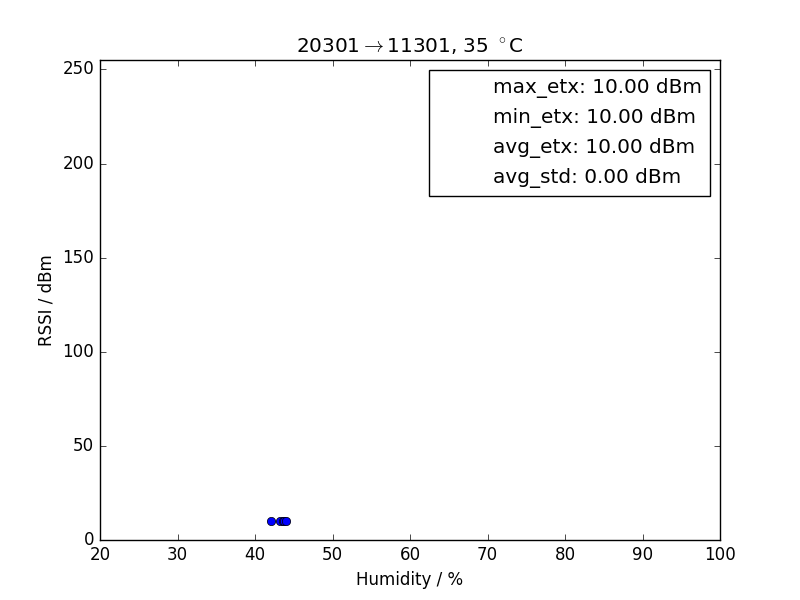 20301→11301, 35 °C
max_etx: 10.00 dBm
min_etx: 10.00 dBm
avg_etx: 10.00 dBm
avg_std: 0.00 dBm
RSSI / dBm
250
200
150
100
50
0
20 30 40 50 60 70 80 90 100
Humidity / %